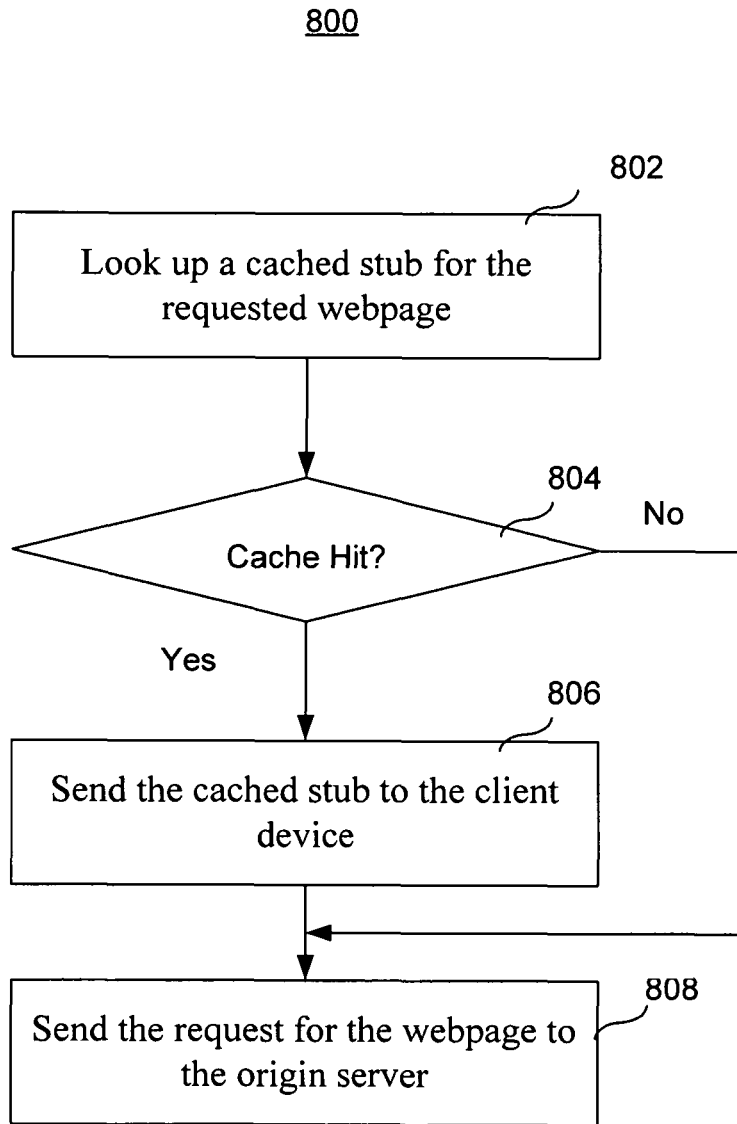 800
802
Look up a cached stub for the
requested webpage
804
No
Cache Hit?
Yes
806
Send the cached stub to the client
device
808
Send the request for the webpage to
the origin server